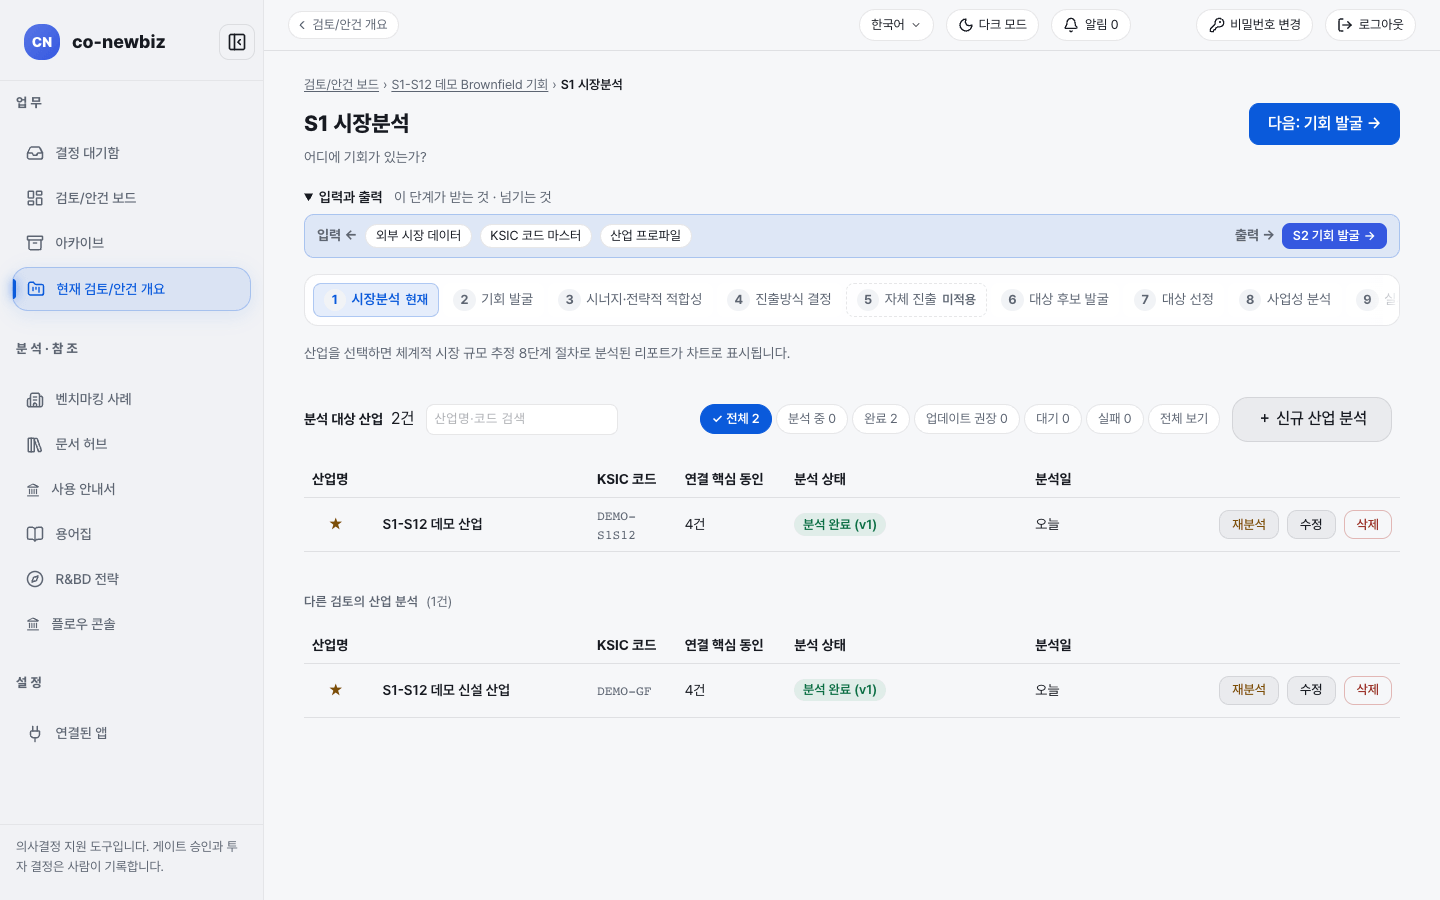 CN co-newbiz
업무
결정 대기함
검토/안건 보드
아카이브
현재 검토/안건 개요
분석·참조
벤치마킹 사례
문서 허브
사용 안내서
용어집
R&BD 전략
플로우 콘솔
설정
연결된 앱
의사결정 지원 도구입니다. 게이트 승인과 투
자 결정은 사람이 기록합니다.
검토/안건 개요 한국어 다크 모드 알림 0 비밀번호 변경 로그아웃
검토/안건 보드 › S1-S12 데모 Brownfield 기회 › S1 시장분석
S1 시장분석
다음: 기회 발굴 →
어디에 기회가 있는가?
▼ 입력과 출력 이 단계가 받는 것 · 넘기는 것
입력 ← 외부 시장 데이터 KSIC 코드 마스터 산업 프로파일 출력 → S2 기회 발굴 →
1 시장분석 현재 2 기회 발굴 3 시너지·전략적 적합성 4 진출방식 결정 5 자체 진출 미적용 6 대상 후보 발굴 7 대상 선정 8 사업성 분석 9
산업을 선택하면 체계적 시장 규모 추정 8단계 절차로 분석된 리포트가 차트로 표시됩니다.
분석 대상 산업 2건 산업명·코드 검색 ✓ 전체 2 분석 중 0 완료 2 업데이트 권장 0 대기 0 실패 0 전체 보기 + 신규 산업 분석
산업명 KSIC 코드 연결 핵심 동인 분석 상태 분석일
★ S1-S12 데모 산업 DEMO-S1S12 4건 분석 완료 (v1) 오늘 재분석 수정 삭제
다른 검토의 산업 분석 (1건)
산업명 KSIC 코드 연결 핵심 동인 분석 상태 분석일
★ S1-S12 데모 신설 산업 DEMO-GF 4건 분석 완료 (v1) 오늘 재분석 수정 삭제